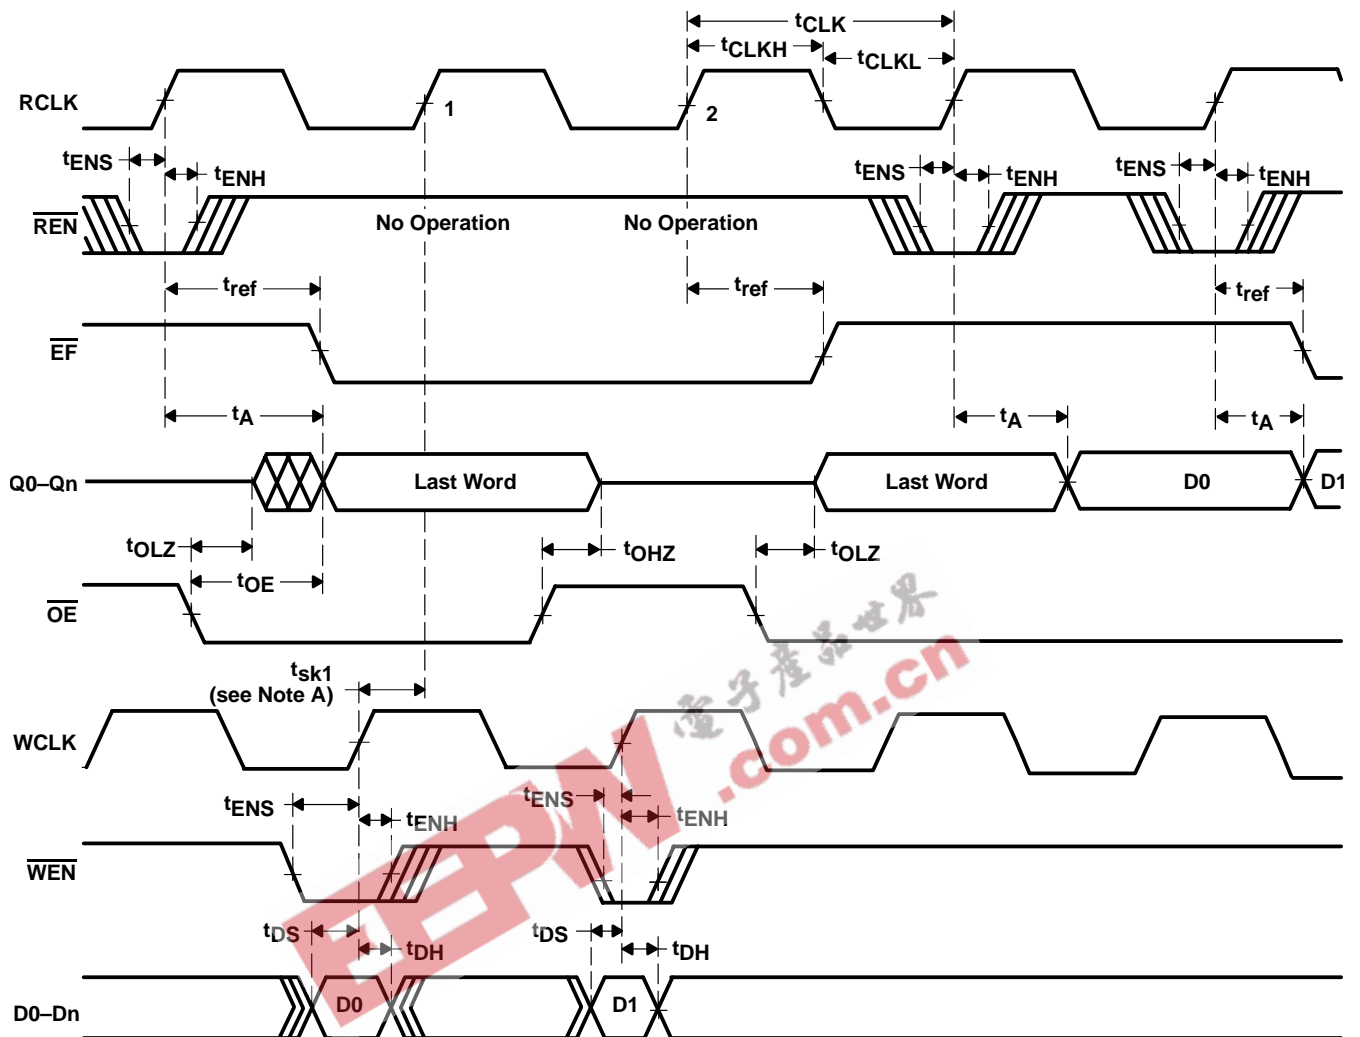 tCLK
tCLKH
tCLKL
RCLK
1
2
tENS
tENH
tENS
tENH
tENS
tENH
REN
No Operation
No Operation
tref
tref
tref
EF
tA
tA
tA
Q0–Qn
Last Word
Last Word
D0
D1
tOLZ
tOHZ
tOLZ
tOE
OE
tsk1
(see Note A)
WCLK
tENS
tENH
tENS
tENH
WEN
tDS
tDH
tDS
tDH
D0–Dn
D0
D1
EEPW
.com.cn
電子產品世界